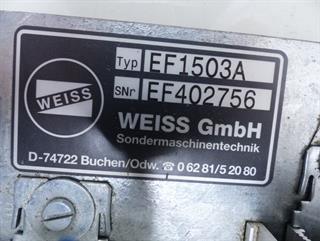 Typ EF1503A
SNr EF402756
WEISS
WEISS GmbH
Sondermaschinentechnik
D-74722 Buchen/Odw. ☎ 0 62 81/5 20 80